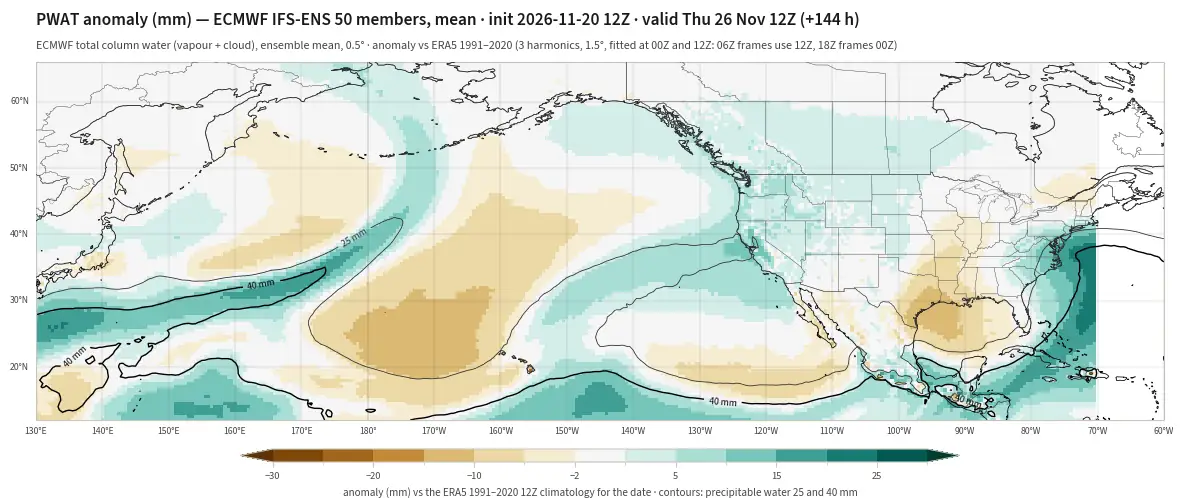 PWAT anomaly (mm) — ECMWF IFS-ENS 50 members, mean · init 2026-11-20 12Z · valid Thu 26 Nov 12Z (+144 h)
ECMWF total column water (vapour + cloud), ensemble mean, 0.5° · anomaly vs ERA5 1991–2020 (3 harmonics, 1.5°, fitted at 00Z and 12Z: 06Z frames use 12Z, 18Z frames 00Z)
60°N
50°N
40°N
30°N
20°N
25 mm
40 mm
40 mm
40 mm
40 mm
130°E 140°E 150°E 160°E 170°E 180° 170°W 160°W 150°W 140°W 130°W 120°W 110°W 100°W 90°W 80°W 70°W 60°W
−30 −20 −10 −2 5 15 25
anomaly (mm) vs the ERA5 1991–2020 12Z climatology for the date · contours: precipitable water 25 and 40 mm